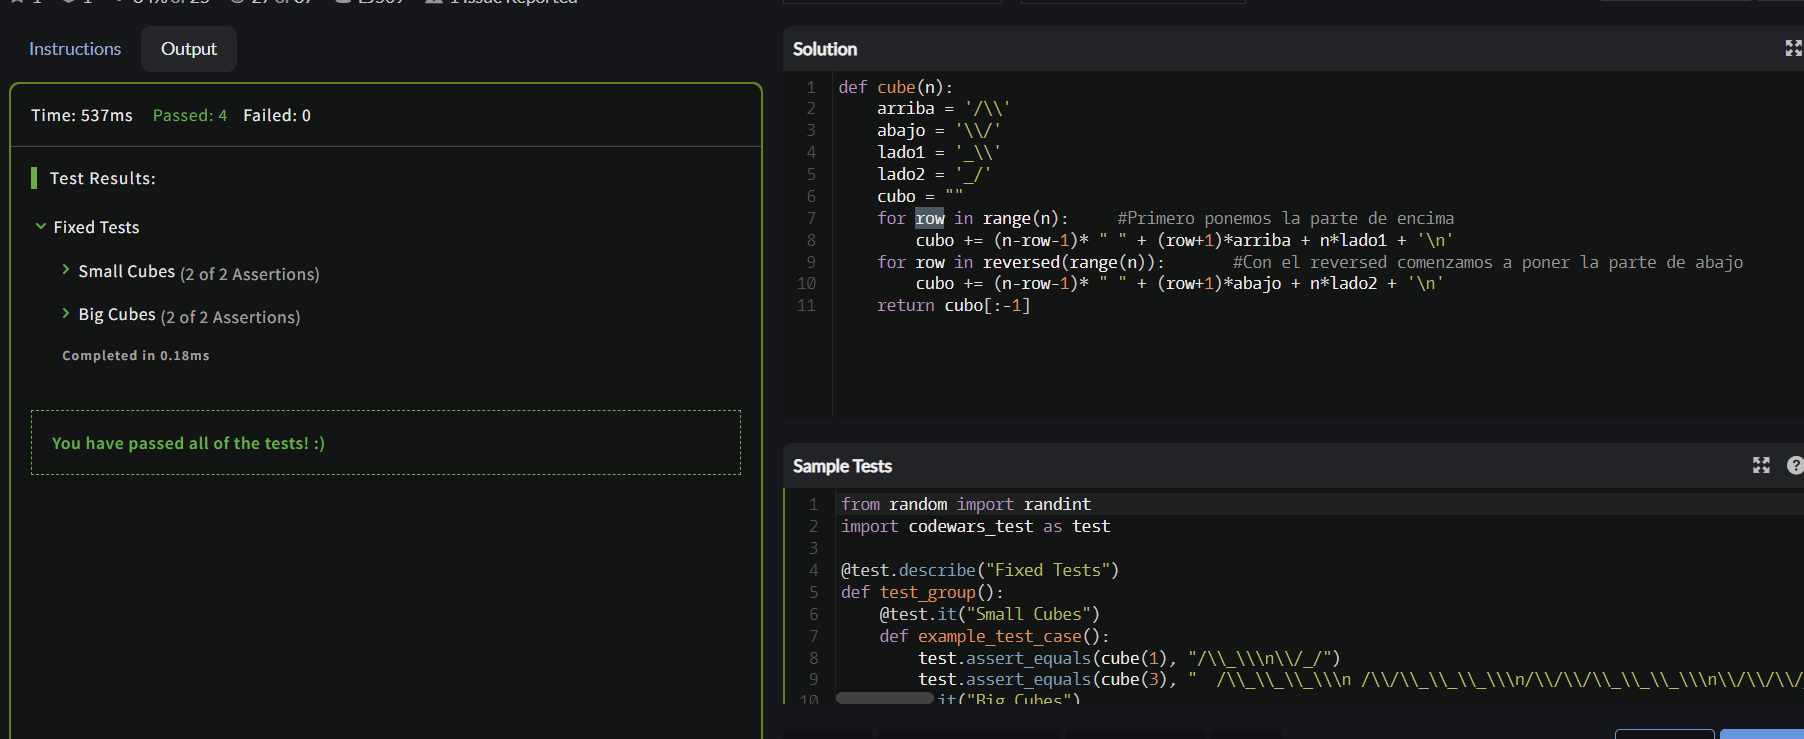 Instructions
Output
Time: 537ms Passed: 4 Failed: 0
Test Results:
Fixed Tests
Small Cubes (2 of 2 Assertions)
Big Cubes (2 of 2 Assertions)
Completed in 0.18ms
You have passed all of the tests! :)
Solution
1 def cube(n):
2     arriba = '/\\'
3     abajo = '\\/'
4     lado1 = '_\\'
5     lado2 = '_/'
6     cubo = ""
7     for row in range(n):     #Primero ponemos la parte de encima
8         cubo += (n-row-1)* " " + (row+1)*arriba + n*lado1 + '\n'
9     for row in reversed(range(n)):       #Con el reversed comenzamos a poner la parte de abajo
10         cubo += (n-row-1)* " " + (row+1)*abajo + n*lado2 + '\n'
11     return cubo[:-1]
Sample Tests
?
1 from random import randint
2 import codewars_test as test
3
4 @test.describe("Fixed Tests")
5 def test_group():
6     @test.it("Small Cubes")
7     def example_test_case():
8         test.assert_equals(cube(1), "/\\_\\\n\\/_/")
9         test.assert_equals(cube(3), "  /\\_\\_\\_\\\n /\\/\\_\\_\\_\\\n/\\/\\/\\_\\_\\_\\\n\\/\\/\\/
10 it("Big Cubes")